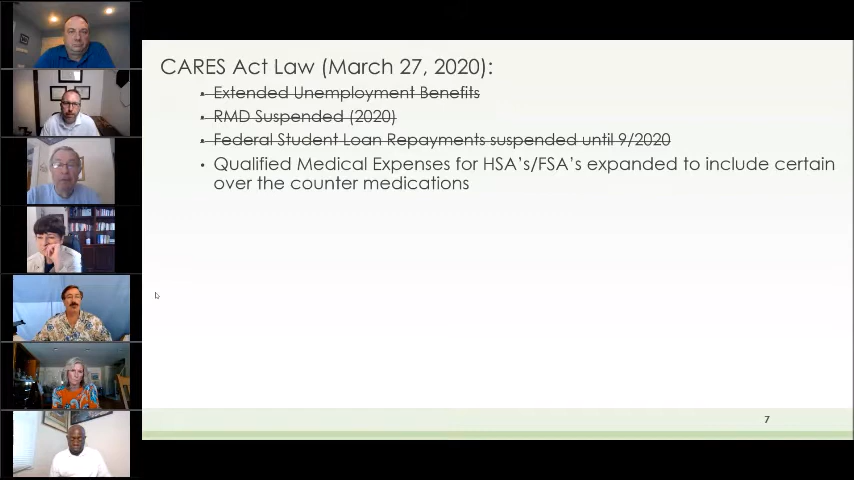 CARES Act Law (March 27, 2020):
• Extended Unemployment Benefits
• RMD Suspended (2020)
• Federal Student Loan Repayments suspended until 9/2020
• Qualified Medical Expenses for HSA's/FSA's expanded to include certain
over the counter medications
7